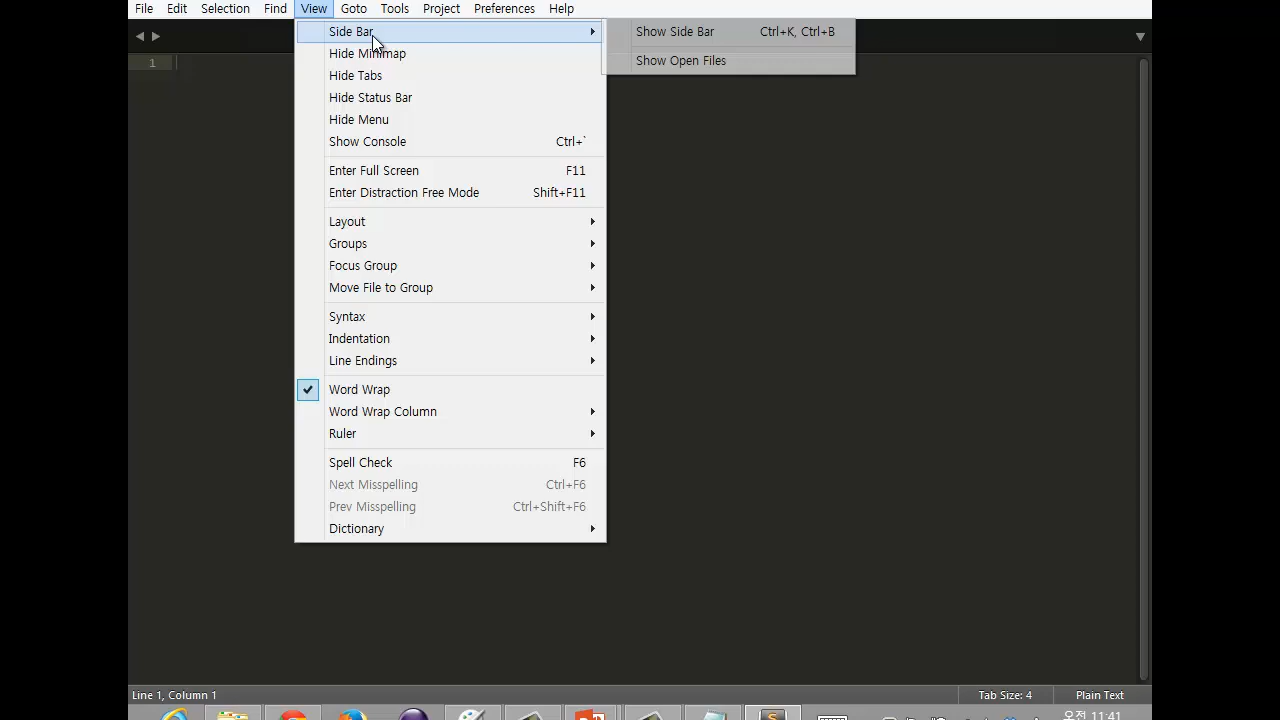 File Edit Selection Find View Goto Tools Project Preferences Help
Side Bar
Show Side Bar Ctrl+K, Ctrl+B
Hide Minimap
Show Open Files
Hide Tabs
Hide Status Bar
Hide Menu
Show Console Ctrl+`
Enter Full Screen F11
Enter Distraction Free Mode Shift+F11
Layout
Groups
Focus Group
Move File to Group
Syntax
Indentation
Line Endings
Word Wrap
Word Wrap Column
Ruler
Spell Check F6
Next Misspelling Ctrl+F6
Prev Misspelling Ctrl+Shift+F6
Dictionary
1
Line 1, Column 1 Tab Size: 4 Plain Text
오전 11:41